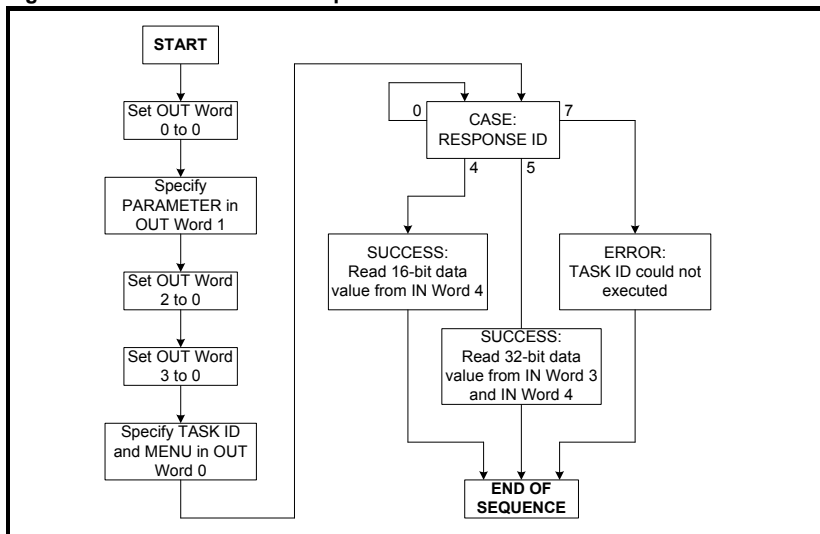 START
Set OUT Word
0 to 0
Specify
PARAMETER in
OUT Word 1
Set OUT Word
2 to 0
Set OUT Word
3 to 0
Specify TASK ID
and MENU in OUT
Word 0
0
CASE:
RESPONSE ID
7
4
5
SUCCESS:
Read 16-bit data
value from IN Word 4
SUCCESS:
Read 32-bit data
value from IN Word 3
and IN Word 4
ERROR:
TASK ID could not
executed
END OF
SEQUENCE